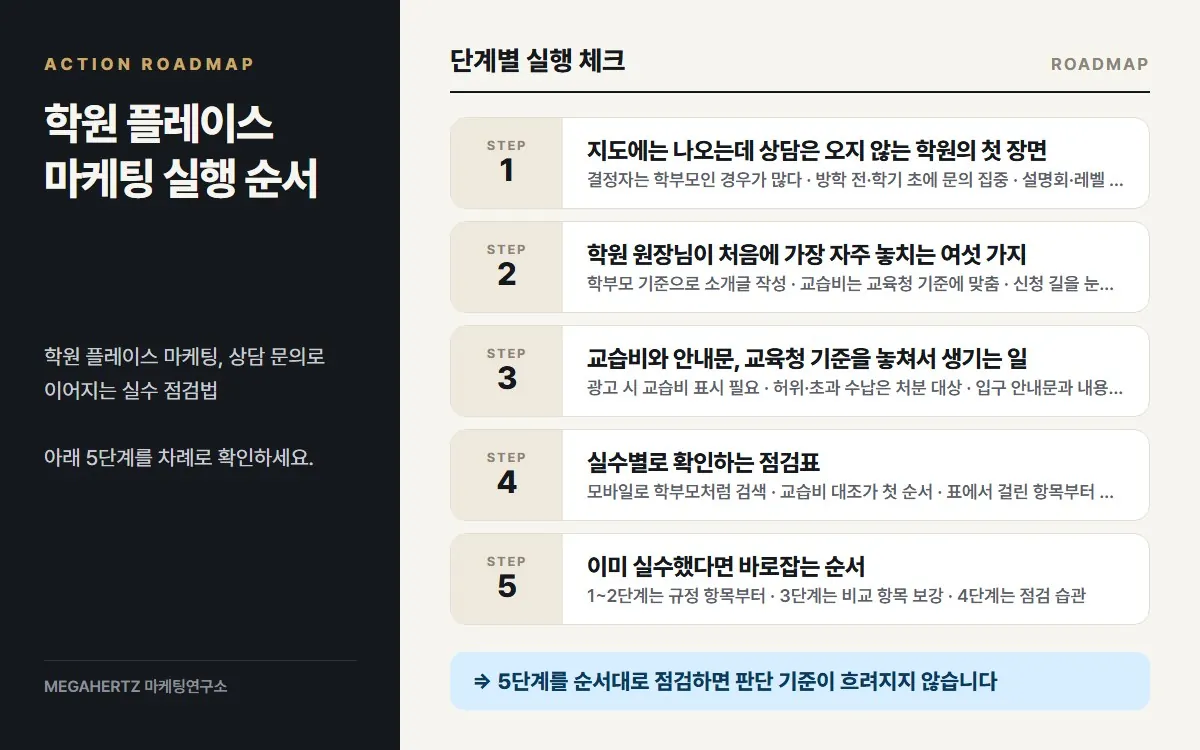 ACTION ROADMAP
학원 플레이스
마케팅 실행 순서
학원 플레이스 마케팅, 상담 문의로
이어지는 실수 점검법
아래 5단계를 차례로 확인하세요.
MEGAHERTZ 마케팅연구소
단계별 실행 체크
ROADMAP
STEP
1
지도에는 나오는데 상담은 오지 않는 학원의 첫 장면
결정자는 학부모인 경우가 많다 · 방학 전·학기 초에 문의 집중 · 설명회·레벨 ...
STEP
2
학원 원장님이 처음에 가장 자주 놓치는 여섯 가지
학부모 기준으로 소개글 작성 · 교습비는 교육청 기준에 맞춤 · 신청 길을 눈...
STEP
3
교습비와 안내문, 교육청 기준을 놓쳐서 생기는 일
광고 시 교습비 표시 필요 · 허위·초과 수납은 처분 대상 · 입구 안내문과 내용...
STEP
4
실수별로 확인하는 점검표
모바일로 학부모처럼 검색 · 교습비 대조가 첫 순서 · 표에서 걸린 항목부터 ...
STEP
5
이미 실수했다면 바로잡는 순서
1~2단계는 규정 항목부터 · 3단계는 비교 항목 보강 · 4단계는 점검 습관
→ 5단계를 순서대로 점검하면 판단 기준이 흐려지지 않습니다